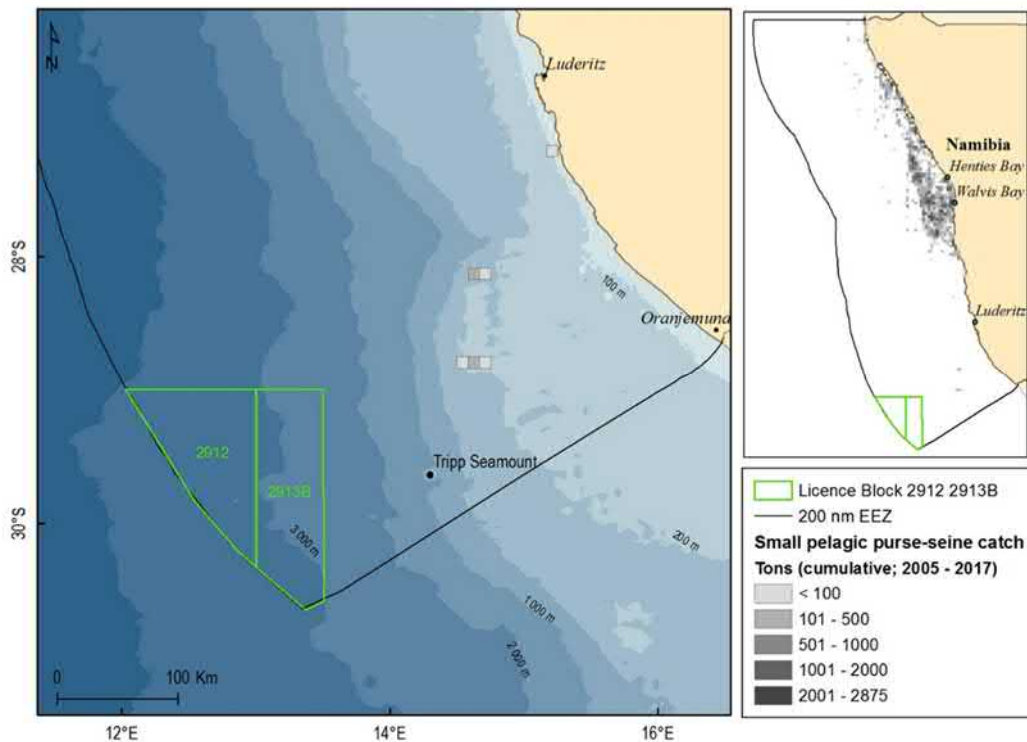 Z
Luderitz
28°S
100 m
Oranjemund
2912
2913B
Tripp Seamount
30°S
3 000 m
200 m
1 000 m
2 000 m
0 100 Km
12°E 14°E 16°E
Namibia
Henties Bay
Walvis Bay
Luderitz
Licence Block 2912 2913B
200 nm EEZ
Small pelagic purse-seine catch
Tons (cumulative; 2005 - 2017)
< 100
101 - 500
501 - 1000
1001 - 2000
2001 - 2875